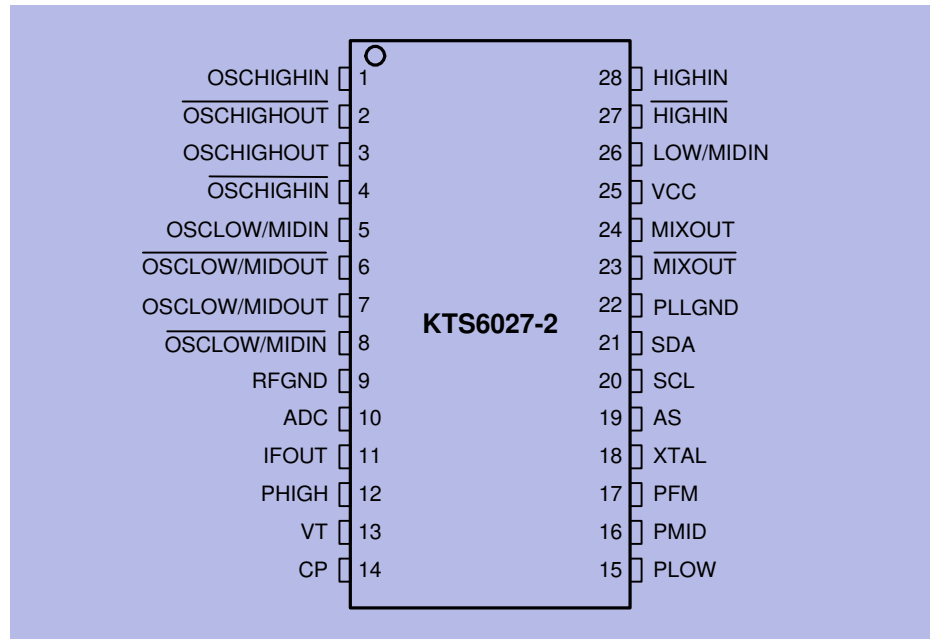 OSCHIGHIN 1 28 HIGHIN
OSCHIGHOUT 2 27 HIGHIN
OSCHIGHOUT 3 26 LOW/MIDIN
OSCHIGHIN 4 25 VCC
OSCLOW/MIDIN 5 24 MIXOUT
OSCLOW/MIDOUT 6 23 MIXOUT
OSCLOW/MIDOUT 7 22 PLLGND
KTS6027-2
OSCLOW/MIDIN 8 21 SDA
RFGND 9 20 SCL
ADC 10 19 AS
IFOUT 11 18 XTAL
PHIGH 12 17 PFM
VT 13 16 PMID
CP 14 15 PLOW